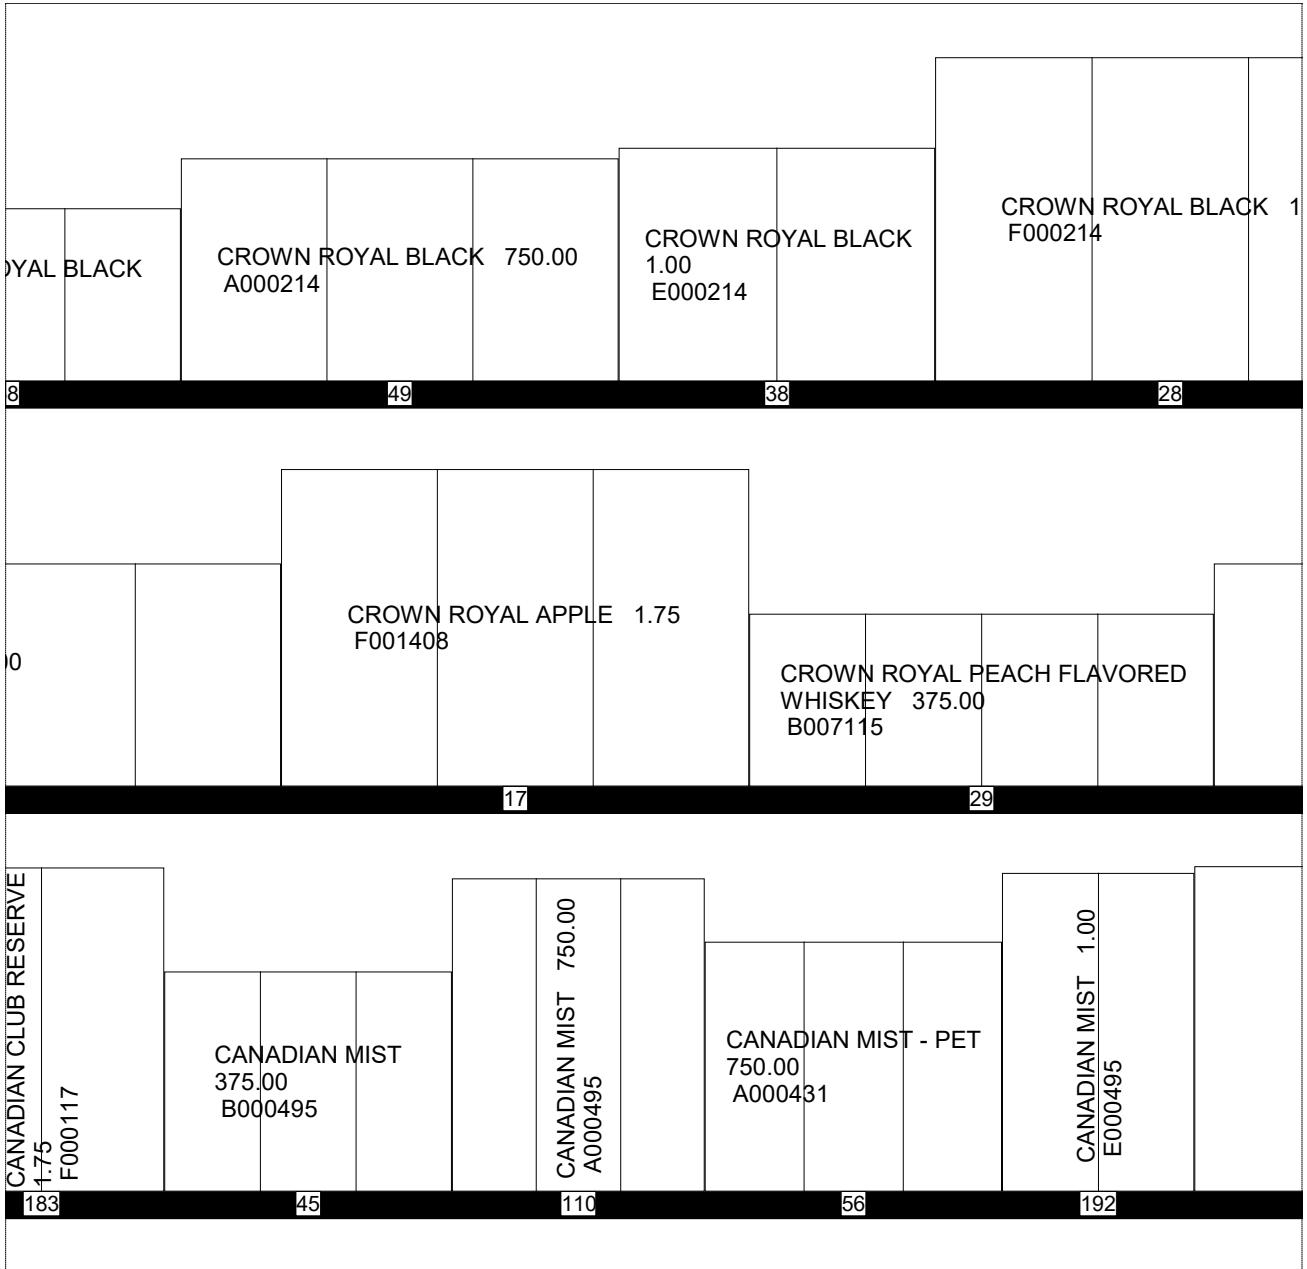 CROWN ROYAL BLACK 1
F000214
CROWN ROYAL BLACK
1.00
E000214
CROWN ROYAL BLACK 750.00
A000214
BLACK
8
49
38
28
CROWN ROYAL APPLE 1.75
F001408
CROWN ROYAL PEACH FLAVORED
WHISKEY 375.00
B007115
17
29
CANADIAN CLUB RESERVE
1.75
F000117
CANADIAN MIST
375.00
B000495
CANADIAN MIST 750.00
A000495
CANADIAN MIST - PET
750.00
A000431
CANADIAN MIST 1.00
E000495
183
45
110
56
192